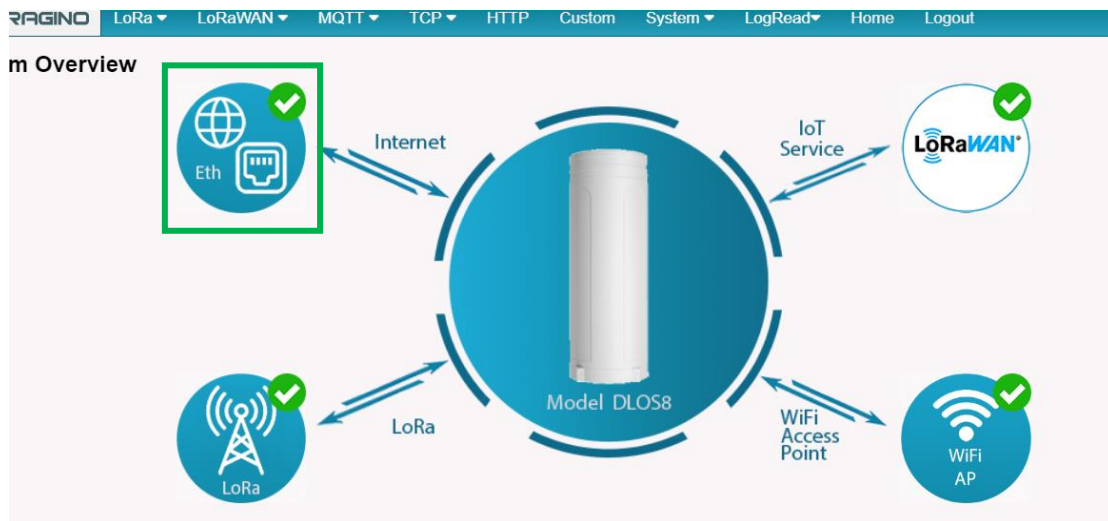 RAGINO LoRa LoRaWAN MQTT TCP HTTP Custom System LogRead Home Logout
m Overview
Eth
Internet
IoT
Service
LoRaWAN®
Model DLOS8
LoRa
LoRa
WiFi
Access
Point
WiFi
AP